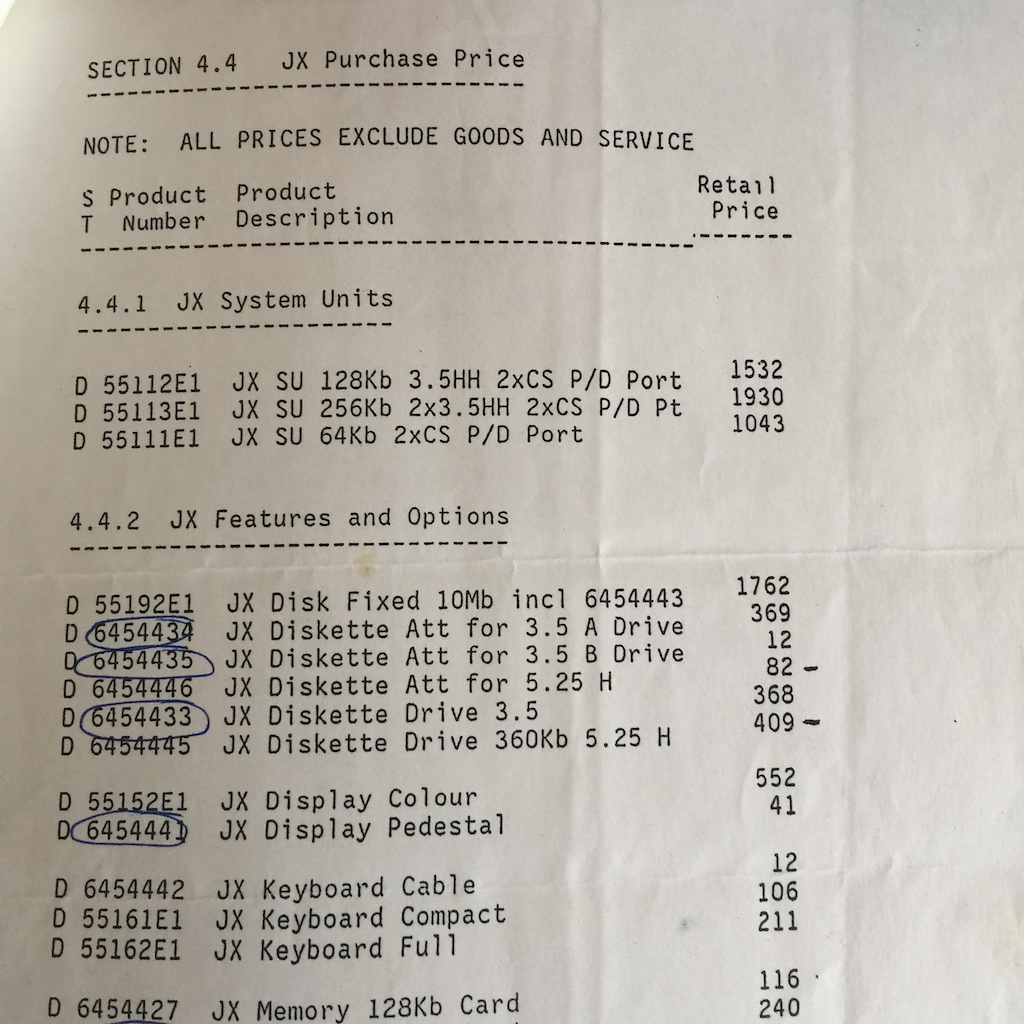 SECTION 4.4 JX Purchase Price
NOTE: ALL PRICES EXCLUDE GOODS AND SERVICE
S Product Product Retail
T Number Description Price
4.4.1 JX System Units
D 55112E1 JX SU 128Kb 3.5HH 2xCS P/D Port 1532
D 55113E1 JX SU 256Kb 2x3.5HH 2xCS P/D Pt 1930
D 55111E1 JX SU 64Kb 2xCS P/D Port 1043
4.4.2 JX Features and Options
D 55192E1 JX Disk Fixed 10Mb incl 6454443 1762
D 6454434 JX Diskette Att for 3.5 A Drive 369
D 6454435 JX Diskette Att for 3.5 B Drive 12
D 6454446 JX Diskette Att for 5.25 H 82 -
D 6454433 JX Diskette Drive 3.5 368
D 6454445 JX Diskette Drive 360Kb 5.25 H 409 -
D 55152E1 JX Display Colour 552
D 6454441 JX Display Pedestal 41
D 6454442 JX Keyboard Cable 12
D 55161E1 JX Keyboard Compact 106
D 55162E1 JX Keyboard Full 211
D 6454427 JX Memory 128Kb Card 116
240